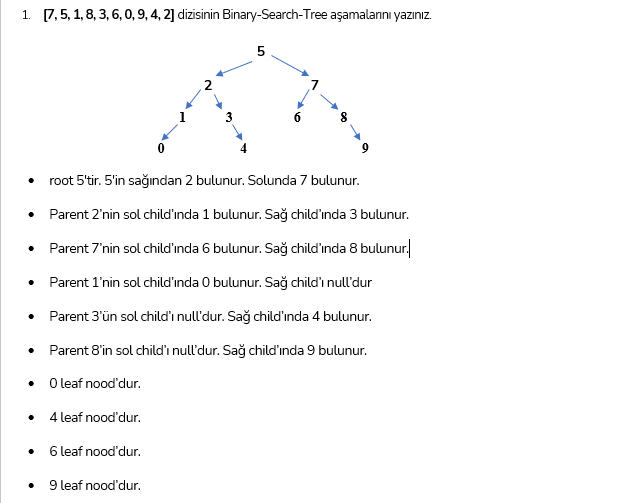 1. [7, 5, 1, 8, 3, 6, 0, 9, 4, 2] dizisinin Binary-Search-Tree aşamalarını yazınız.
5
2 7
1 3 6 8
0 4 9
• root 5'tir. 5'in sağından 2 bulunur. Solunda 7 bulunur.
• Parent 2'nin sol child'ında 1 bulunur. Sağ child'ında 3 bulunur.
• Parent 7'nin sol child'ında 6 bulunur. Sağ child'ında 8 bulunur.
• Parent 1'nin sol child'ında 0 bulunur. Sağ child'ı null'dur
• Parent 3'ün sol child'ı null'dur. Sağ child'ında 4 bulunur.
• Parent 8'in sol child'ı null'dur. Sağ child'ında 9 bulunur.
• 0 leaf nood'dur.
• 4 leaf nood'dur.
• 6 leaf nood'dur.
• 9 leaf nood'dur.